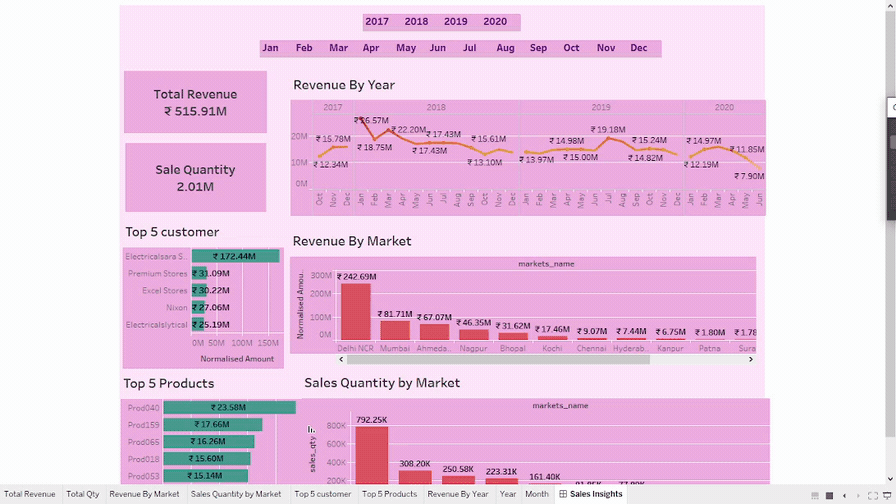 2017 2018 2019 2020
Jan Feb Mar Apr May Jun Jul Aug Sep Oct Nov Dec
Total Revenue
₹ 515.91M
Sale Quantity
2.01M
Revenue By Year
2017 2018 2019 2020
20M
10M
0M
₹ 15.78M
₹ 12.34M
₹ 26.57M
₹ 18.75M
₹ 22.20M
₹ 17.43M
₹ 17.43M
₹ 15.61M
₹ 13.10M
₹ 13.97M
₹ 14.98M
₹ 15.00M
₹ 19.18M
₹ 15.24M
₹ 14.82M
₹ 14.97M
₹ 12.19M
₹ 11.85M
₹ 7.90M
Oct Nov Dec Jan Feb Mar Apr May Jun Jul Aug Sep Oct Nov Dec Jan Feb Mar Apr May Jun Jul Aug Sep Oct Nov Dec Jan Feb Mar Apr May Jun
Top 5 customer
Electricalsara S.. ₹ 172.44M
Premium Stores ₹ 31.09M
Excel Stores ₹ 30.22M
Nixon ₹ 27.06M
Electricalslytical ₹ 25.19M
0M 50M 100M 150M
Normalised Amount
Revenue By Market
markets_name
Normalised Amou..
300M
200M
100M
0M
₹ 242.69M ₹ 81.71M ₹ 67.07M ₹ 46.35M ₹ 31.62M ₹ 17.46M ₹ 9.07M ₹ 7.44M ₹ 6.75M ₹ 1.80M ₹ 1.78
Delhi NCR Mumbai Ahmeda.. Nagpur Bhopal Kochi Chennai Hyderab.. Kanpur Patna Sura
Top 5 Products
Prod040 ₹ 23.58M
Prod159 ₹ 17.66M
Prod065 ₹ 16.26M
Prod018 ₹ 15.60M
Prod053 ₹ 15.14M
Sales Quantity by Market
markets_name
sales_qty
800K
600K
400K
200K
792.25K 308.20K 250.58K 223.31K 161.40K
Total Revenue Total Qty Revenue By Market Sales Quantity by Market Top 5 customer Top 5 Products Revenue By Year Year Month Sales Insights